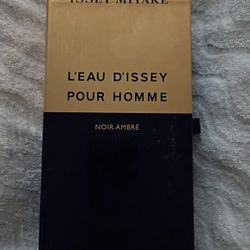 ISSEY MIYAKE
L'EAU D'ISSEY
POUR HOMME
NOIR AMBRÉ